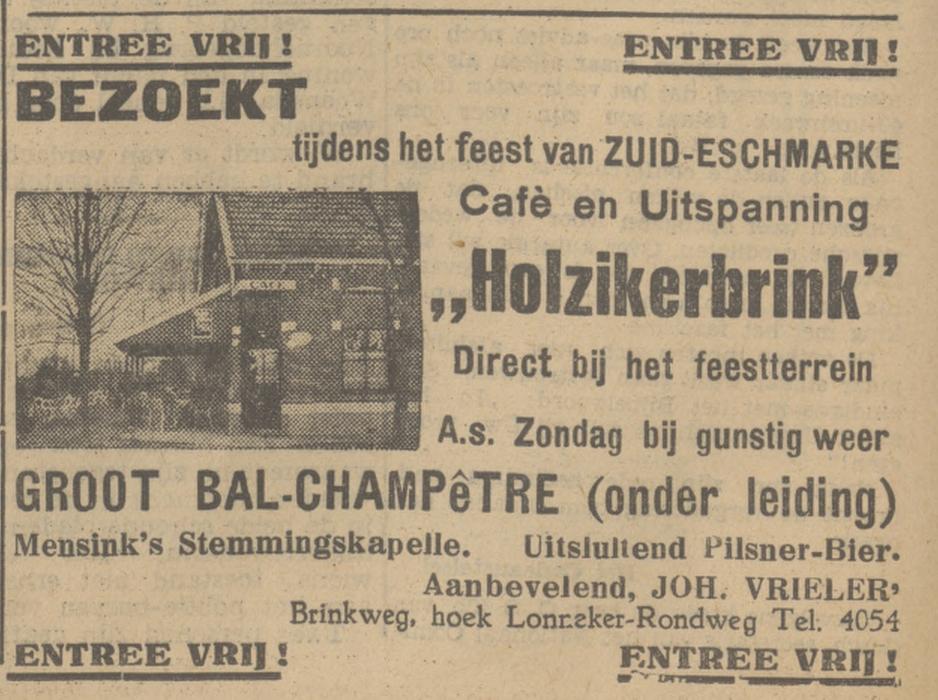 ENTREE VRIJ! ENTREE VRIJ!
BEZOEKT
tijdens het feest van ZUID-ESCHMARKE
Cafè en Uitspanning
CAFE
„Holzikerbrink”
Direct bij het feestterrein
A.s. Zondag bij gunstig weer
GROOT BAL-CHAMPêTRE (onder leiding)
Mensink's Stemmingskapelle. Uitsluitend Pilsner-Bier.
Aanbevelend, JOH. VRIELER'
Brinkweg, hoek Lonneker-Rondweg Tel. 4054
ENTREE VRIJ! ENTREE VRIJ!